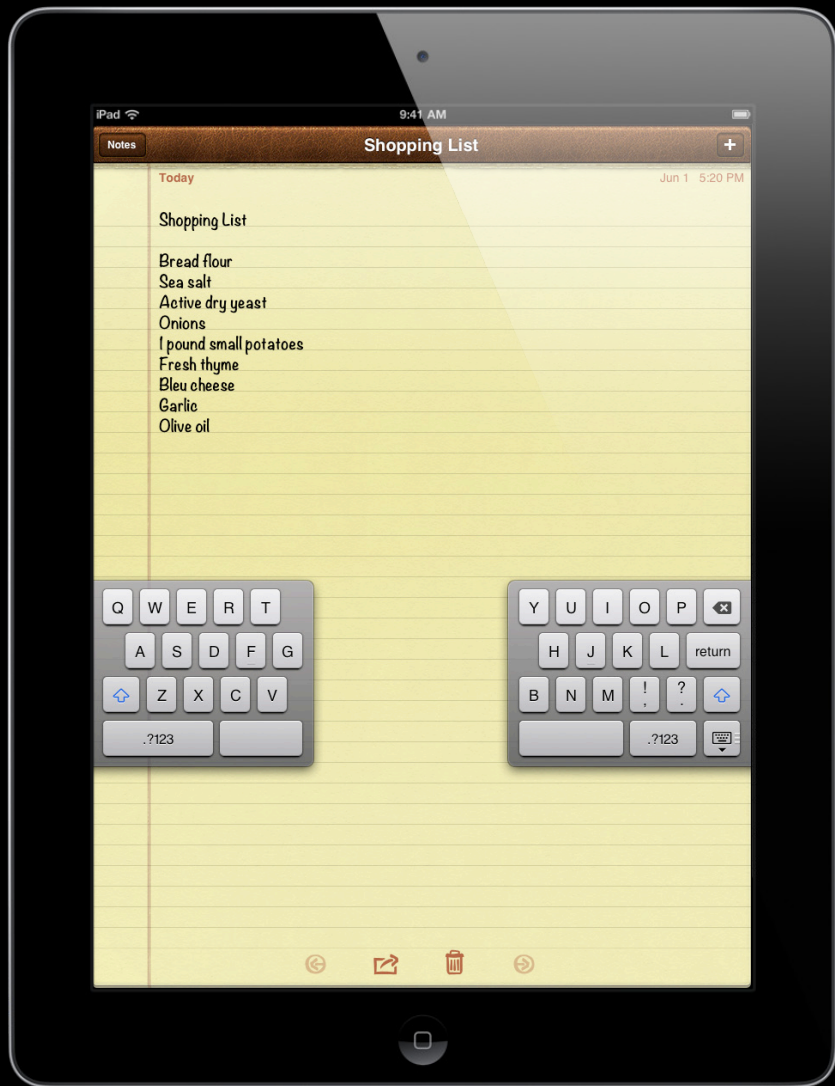 iPad 9:41 AM
Notes Shopping List +
Today Jun 1 5:20 PM
Shopping List
Bread flour
Sea salt
Active dry yeast
Onions
1 pound small potatoes
Fresh thyme
Bleu cheese
Garlic
Olive oil
Q W E R T Y U I O P
A S D F G H J K L return
Z X C V B N M ! , ? .
.?123 .?123